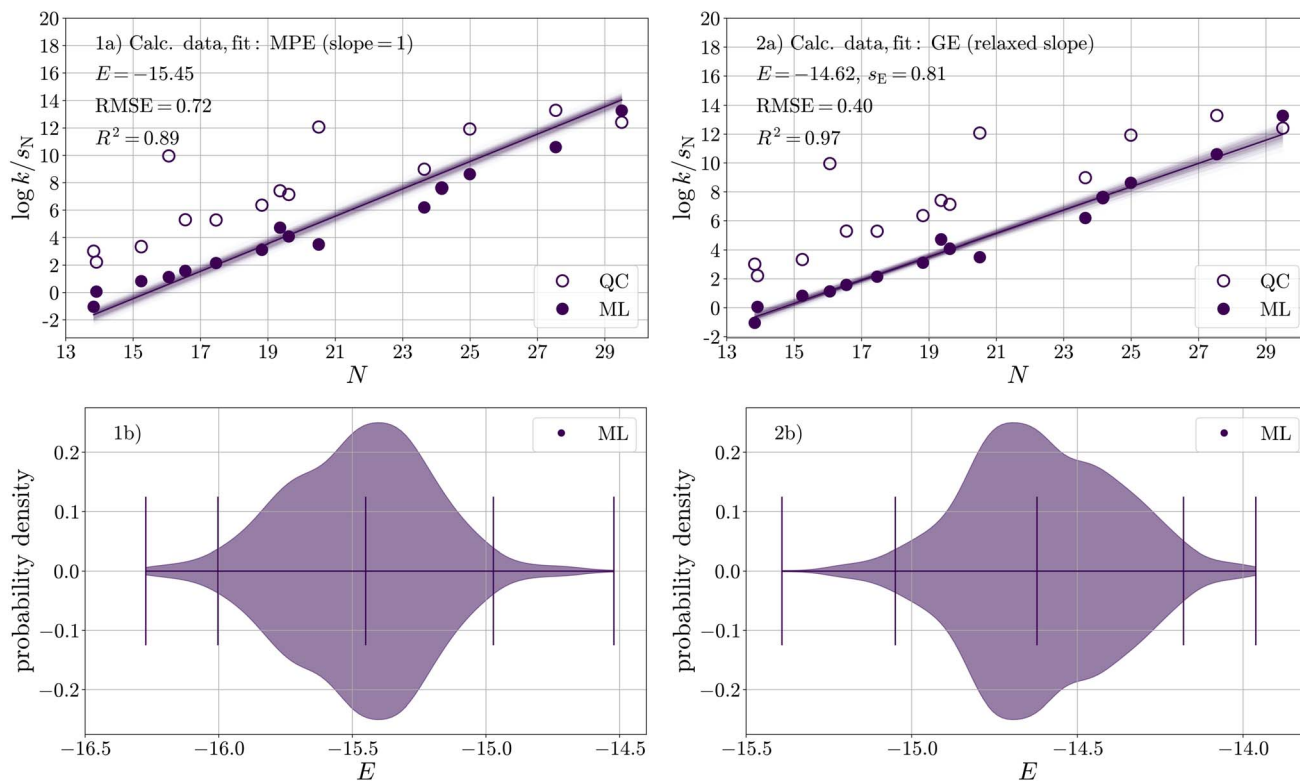 1a) Calc. data, fit: MPE (slope = 1)
E = −15.45
RMSE = 0.72
R² = 0.89
20
18
16
14
12
10
8
6
4
2
0
−2
log k/s_N
QC
ML
13 15 17 19 21 23 25 27 29
N
2a) Calc. data, fit: GE (relaxed slope)
E = −14.62, s_E = 0.81
RMSE = 0.40
R² = 0.97
20
18
16
14
12
10
8
6
4
2
0
−2
log k/s_N
QC
ML
13 15 17 19 21 23 25 27 29
N
1b)
ML
0.2
0.1
0.0
−0.1
−0.2
probability density
−16.5 −16.0 −15.5 −15.0 −14.5
E
2b)
ML
0.2
0.1
0.0
−0.1
−0.2
probability density
−15.5 −15.0 −14.5 −14.0
E